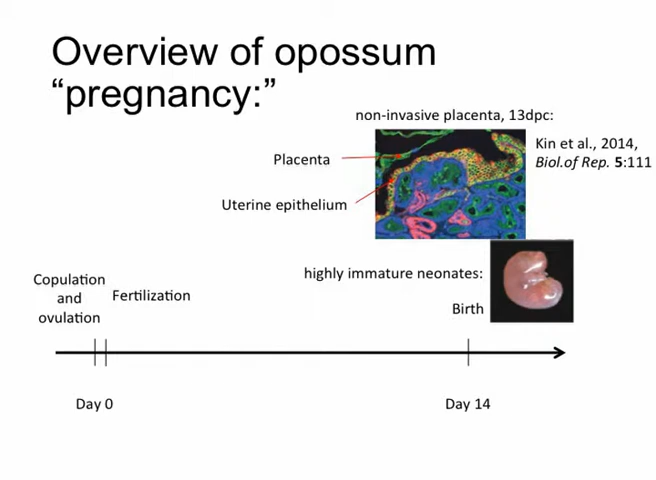 Overview of opossum
“pregnancy:”
non-invasive placenta, 13dpc:
Placenta
Kin et al., 2014,
Biol.of Rep. 5:111
Uterine epithelium
highly immature neonates:
Copulation
and
ovulation
Fertilization
Birth
Day 0
Day 14